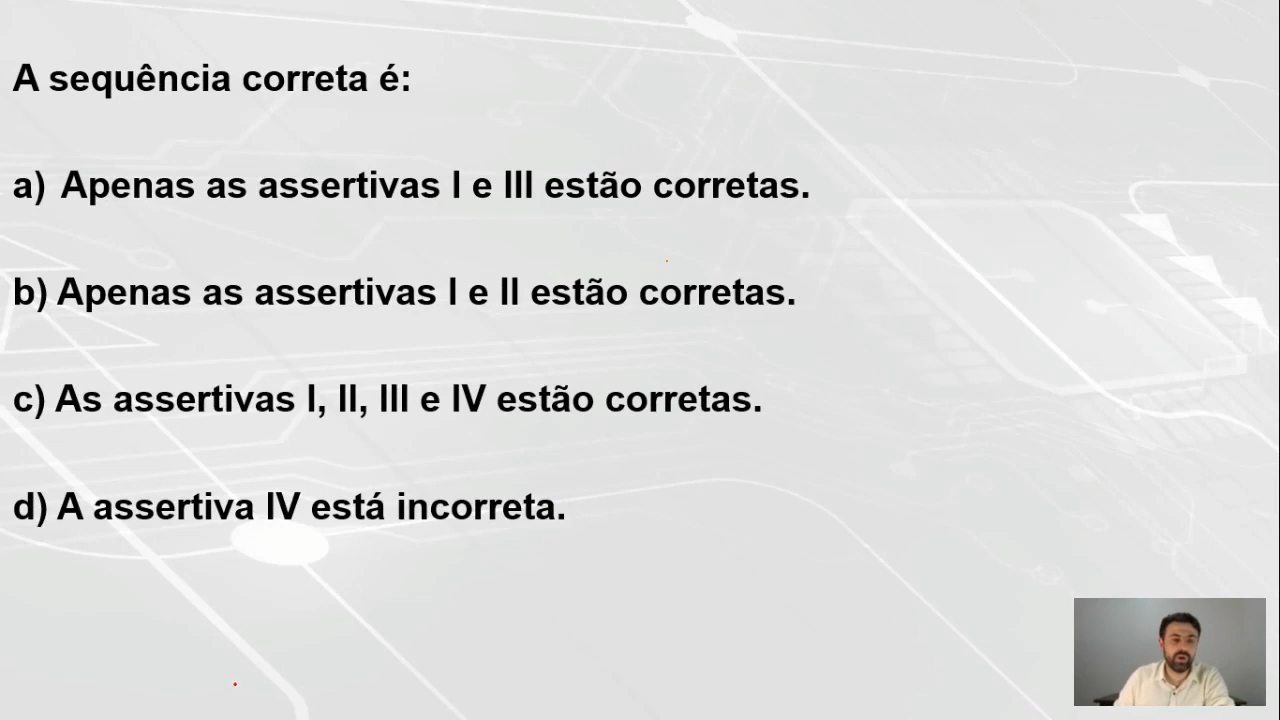 A sequência correta é:
a) Apenas as assertivas I e III estão corretas.
b) Apenas as assertivas I e II estão corretas.
c) As assertivas I, II, III e IV estão corretas.
d) A assertiva IV está incorreta.